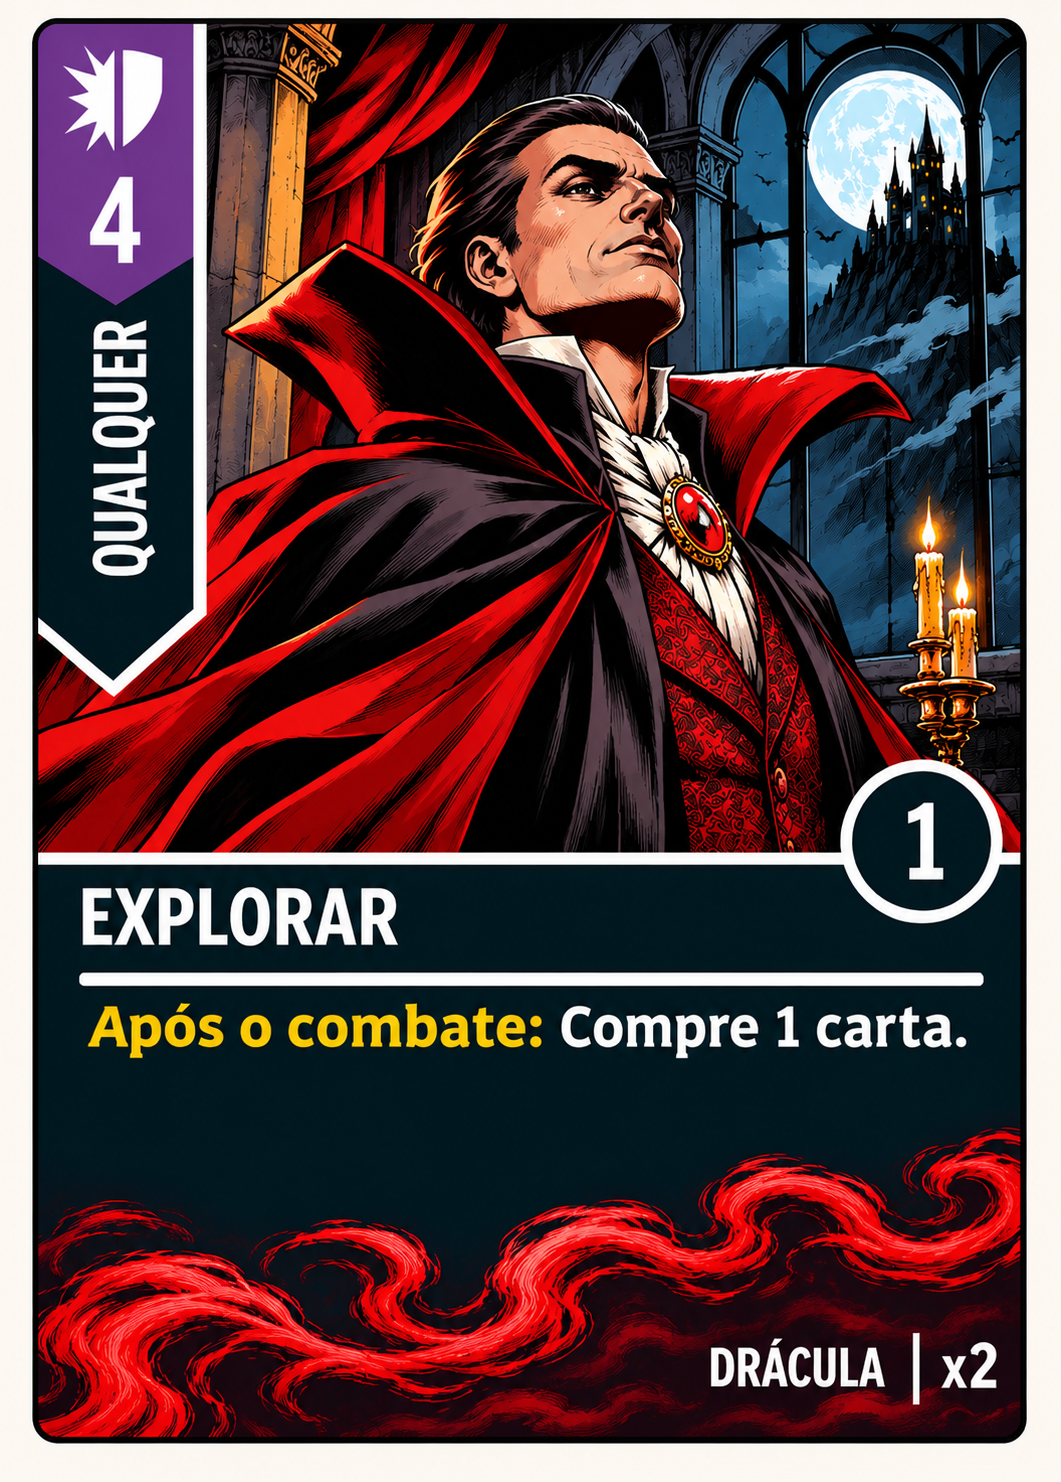 4
QUALQUER
1
EXPLORAR
Após o combate: Compre 1 carta.
DRÁCULA | x2